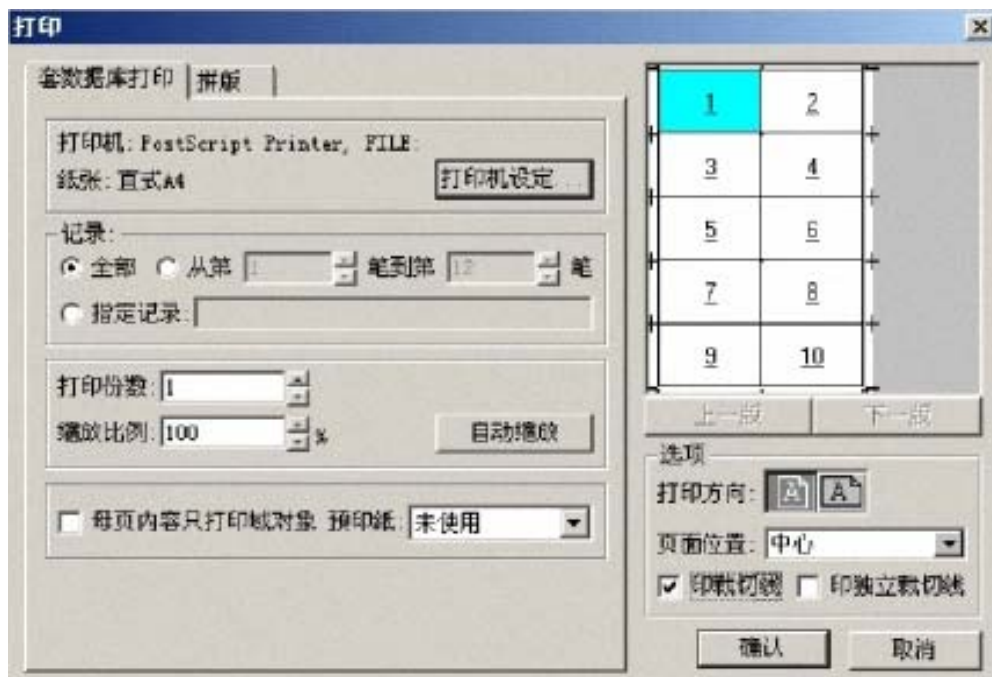 打印
套数据库打印 拼版
打印机: PostScript Printer, FILE:
纸张: 直式A4
打印机设定...
记录:
全部 从第 1 笔到第 12 笔
指定记录:
打印份数: 1
缩放比例: 100 %
自动缩放
每页内容只打印域对象 预印纸: 未使用
1 2
3 4
5 6
7 8
9 10
上一版 下一版
选项
打印方向: A A
页面位置: 中心
印裁切线 印独立裁切线
确认 取消